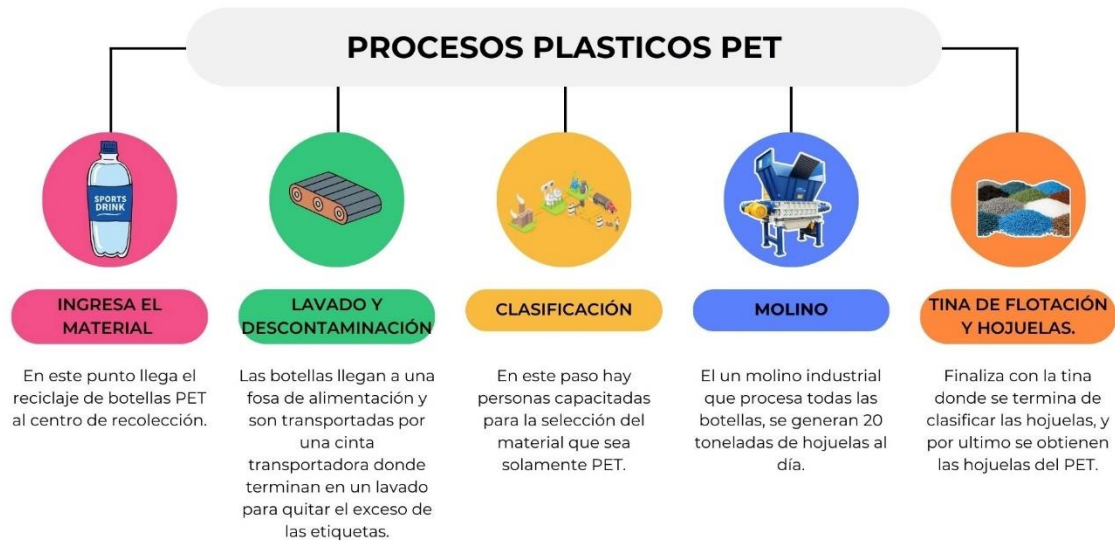 PROCESOS PLASTICOS PET
SPORTS
DRINK
INGRESA EL
MATERIAL
En este punto llega el
reciclaje de botellas PET
al centro de recolección.
LAVADO Y
DESCONTAMINACIÓN
Las botellas llegan a una
fosa de alimentación y
son transportadas por
una cinta
transportadora donde
terminan en un lavado
para quitar el exceso de
las etiquetas.
CLASIFICACIÓN
En este paso hay
personas capacitadas
para la selección del
material que sea
solamente PET.
MOLINO
El un molino industrial
que procesa todas las
botellas, se generan 20
toneladas de hojuelas al
día.
TINA DE FLOTACIÓN
Y HOJUELAS.
Finaliza con la tina
donde se termina de
clasificar las hojuelas, y
por ultimo se obtienen
las hojuelas del PET.